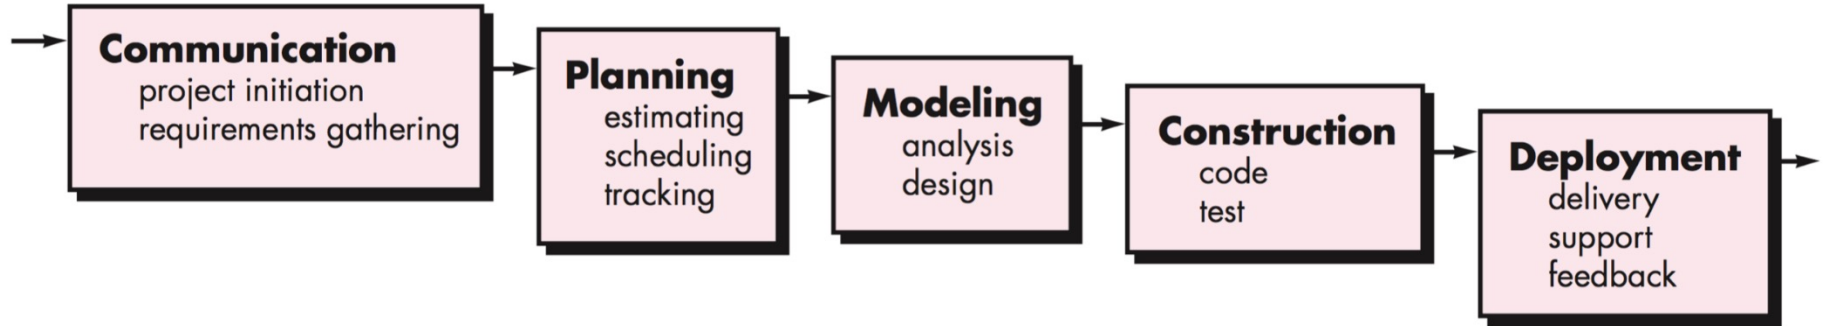 Communication
project initiation
requirements gathering
Planning
estimating
scheduling
tracking
Modeling
analysis
design
Construction
code
test
Deployment
delivery
support
feedback